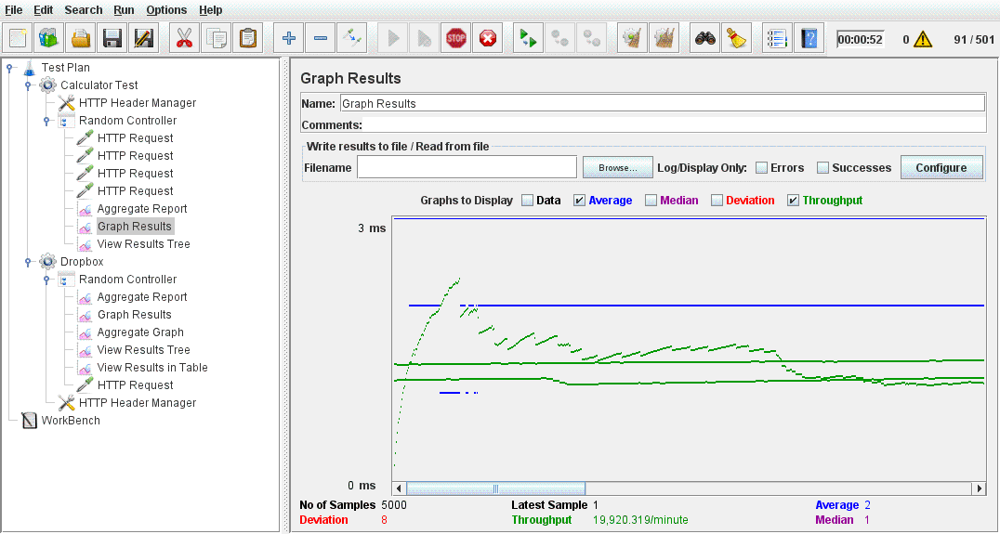 File Edit Search Run Options Help
STOP 00:00:52 0 91 / 501
Test Plan
Calculator Test
HTTP Header Manager
Random Controller
HTTP Request
HTTP Request
HTTP Request
HTTP Request
Aggregate Report
Graph Results
View Results Tree
Dropbox
Random Controller
Aggregate Report
Graph Results
Aggregate Graph
View Results Tree
View Results in Table
HTTP Request
HTTP Header Manager
WorkBench
Graph Results
Name: Graph Results
Comments:
Write results to file / Read from file
Filename Browse... Log/Display Only: Errors Successes Configure
Graphs to Display Data Average Median Deviation Throughput
3 ms
0 ms
No of Samples 5000 Latest Sample 1 Average 2
Deviation 8 Throughput 19,920.319/minute Median 1